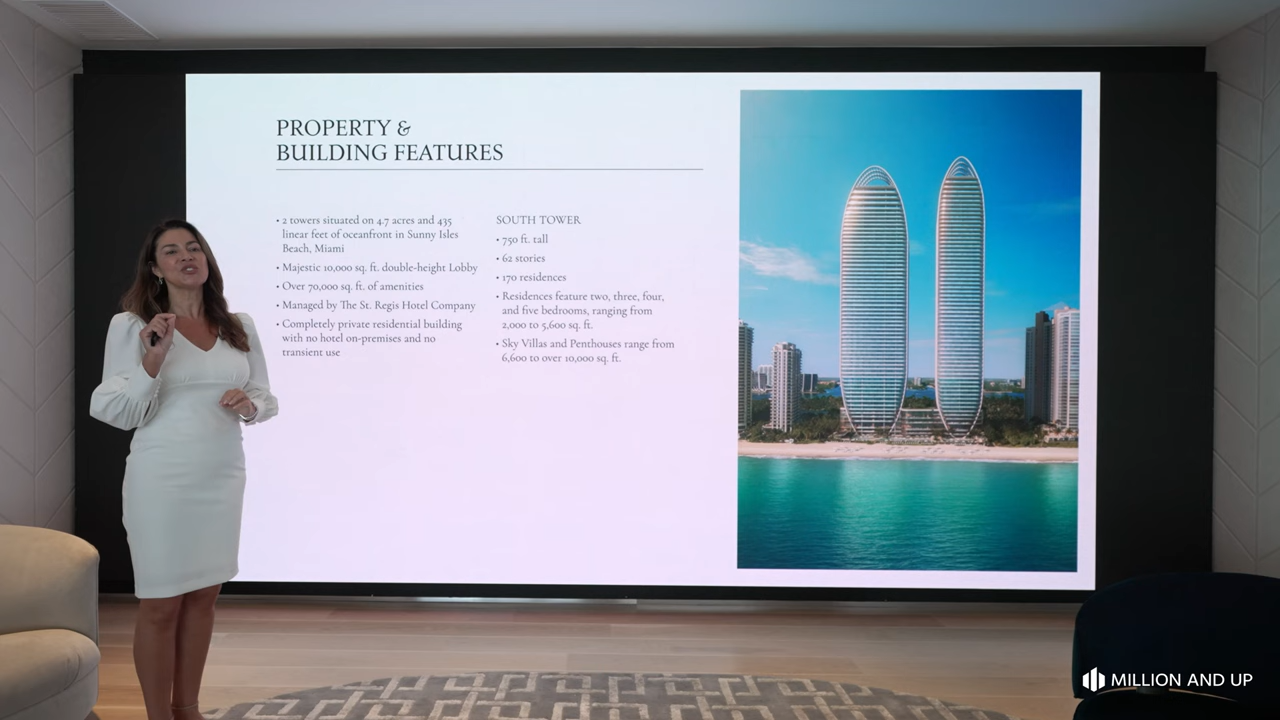 PROPERTY &
BUILDING FEATURES
• 2 towers situated on 4.7 acres and 435
linear feet of oceanfront in Sunny Isles
Beach, Miami
• Majestic 10,000 sq. ft. double-height Lobby
• Over 70,000 sq. ft. of amenities
• Managed by The St. Regis Hotel Company
• Completely private residential building
with no hotel on-premises and no
transient use
SOUTH TOWER
• 750 ft. tall
• 62 stories
• 170 residences
• Residences feature two, three, four,
and five bedrooms, ranging from
2,000 to 5,600 sq. ft.
• Sky Villas and Penthouses range from
6,600 to over 10,000 sq. ft.
MILLION AND UP